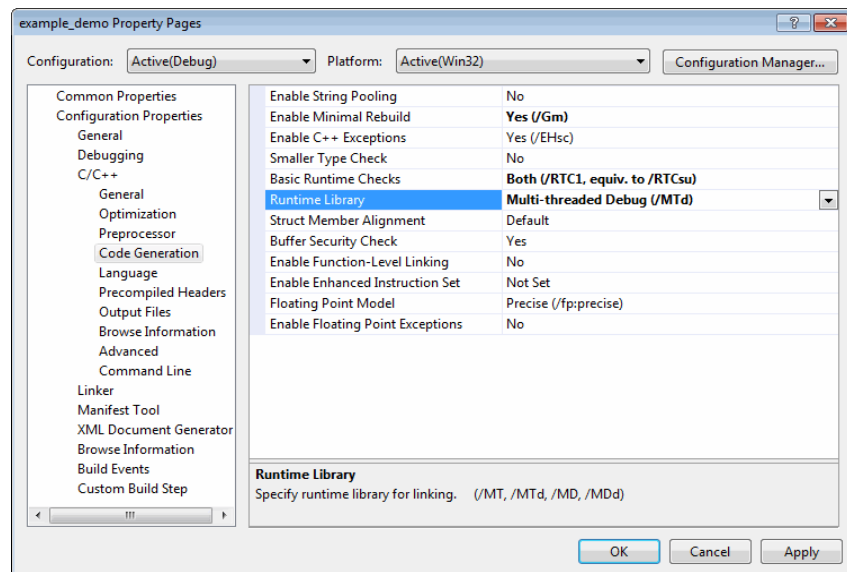 example_demo Property Pages
Configuration: Active(Debug) Platform: Active(Win32) Configuration Manager...
Common Properties
Configuration Properties
General
Debugging
C/C++
General
Optimization
Preprocessor
Code Generation
Language
Precompiled Headers
Output Files
Browse Information
Advanced
Command Line
Linker
Manifest Tool
XML Document Generator
Browse Information
Build Events
Custom Build Step
Enable String Pooling No
Enable Minimal Rebuild Yes (/Gm)
Enable C++ Exceptions Yes (/EHsc)
Smaller Type Check No
Basic Runtime Checks Both (/RTC1, equiv. to /RTCsu)
Runtime Library Multi-threaded Debug (/MTd)
Struct Member Alignment Default
Buffer Security Check Yes
Enable Function-Level Linking No
Enable Enhanced Instruction Set Not Set
Floating Point Model Precise (/fp:precise)
Enable Floating Point Exceptions No
Runtime Library
Specify runtime library for linking. (/MT, /MTd, /MD, /MDd)
OK Cancel Apply